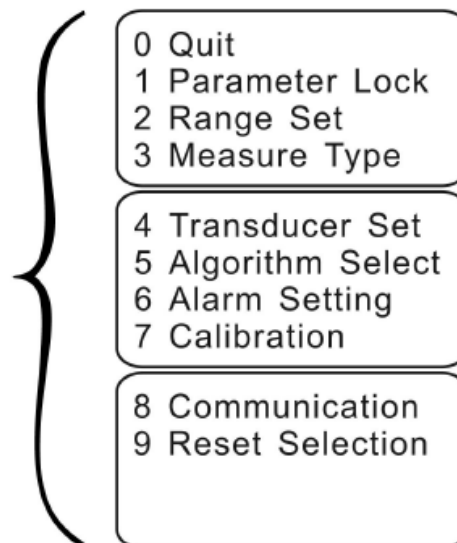 0 Quit
1 Parameter Lock
2 Range Set
3 Measure Type
4 Transducer Set
5 Algorithm Select
6 Alarm Setting
7 Calibration
8 Communication
9 Reset Selection